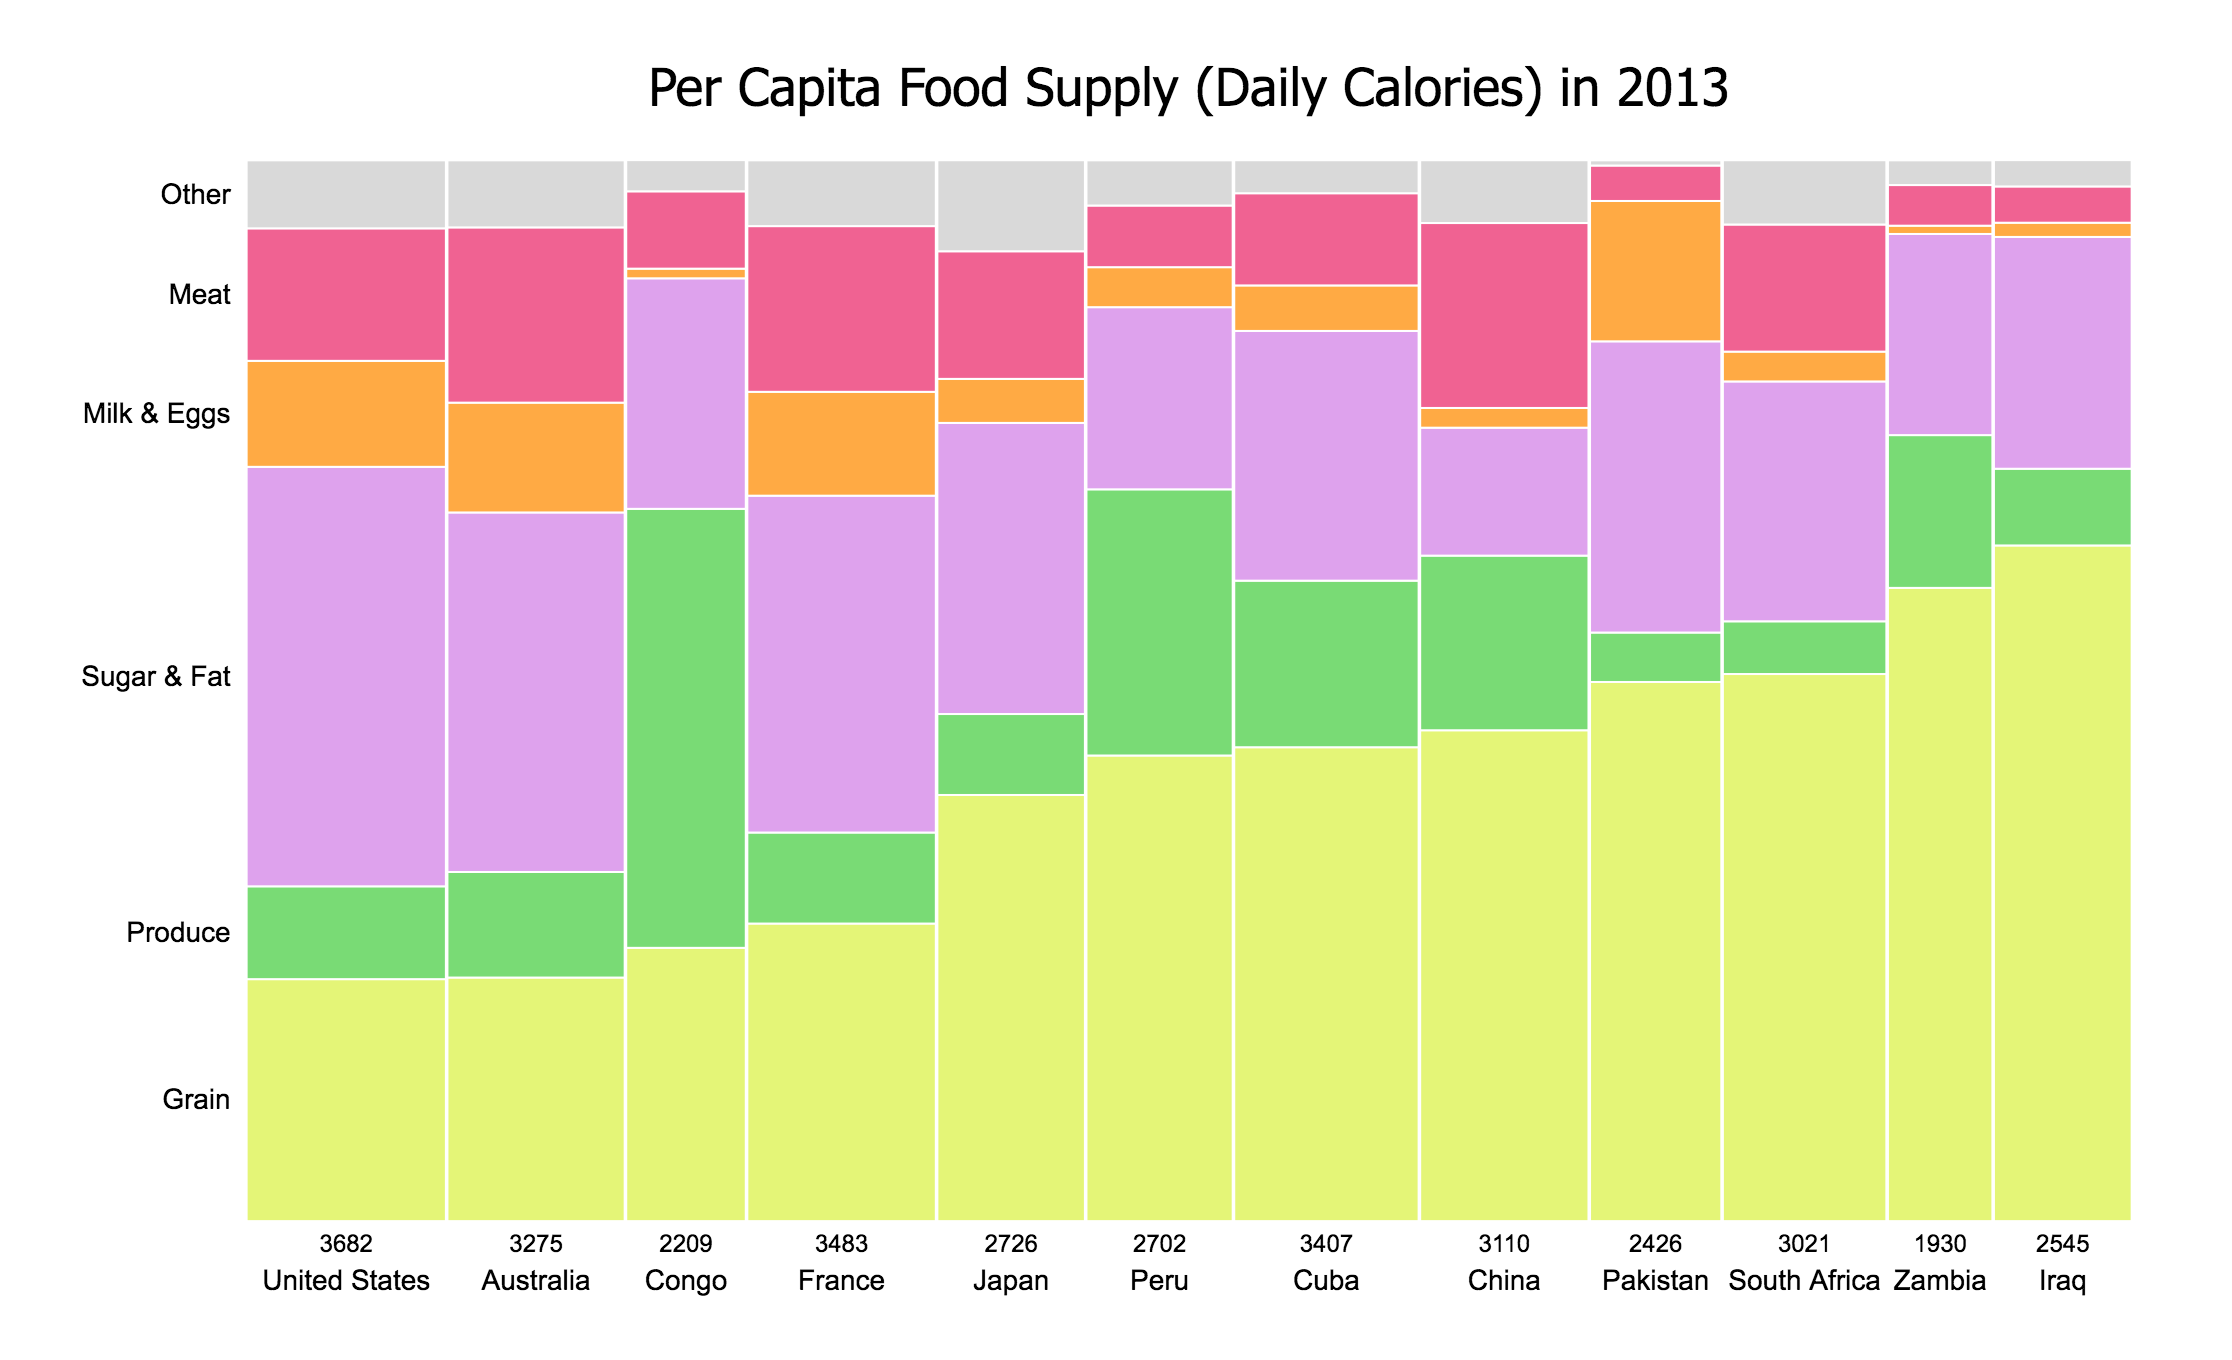 Per Capita Food Supply (Daily Calories) in 2013
Other
Meat
Milk & Eggs
Sugar & Fat
Produce
Grain
3682 3275 2209 3483 2726 2702 3407 3110 2426 3021 1930 2545
United States Australia Congo France Japan Peru Cuba China Pakistan South Africa Zambia Iraq